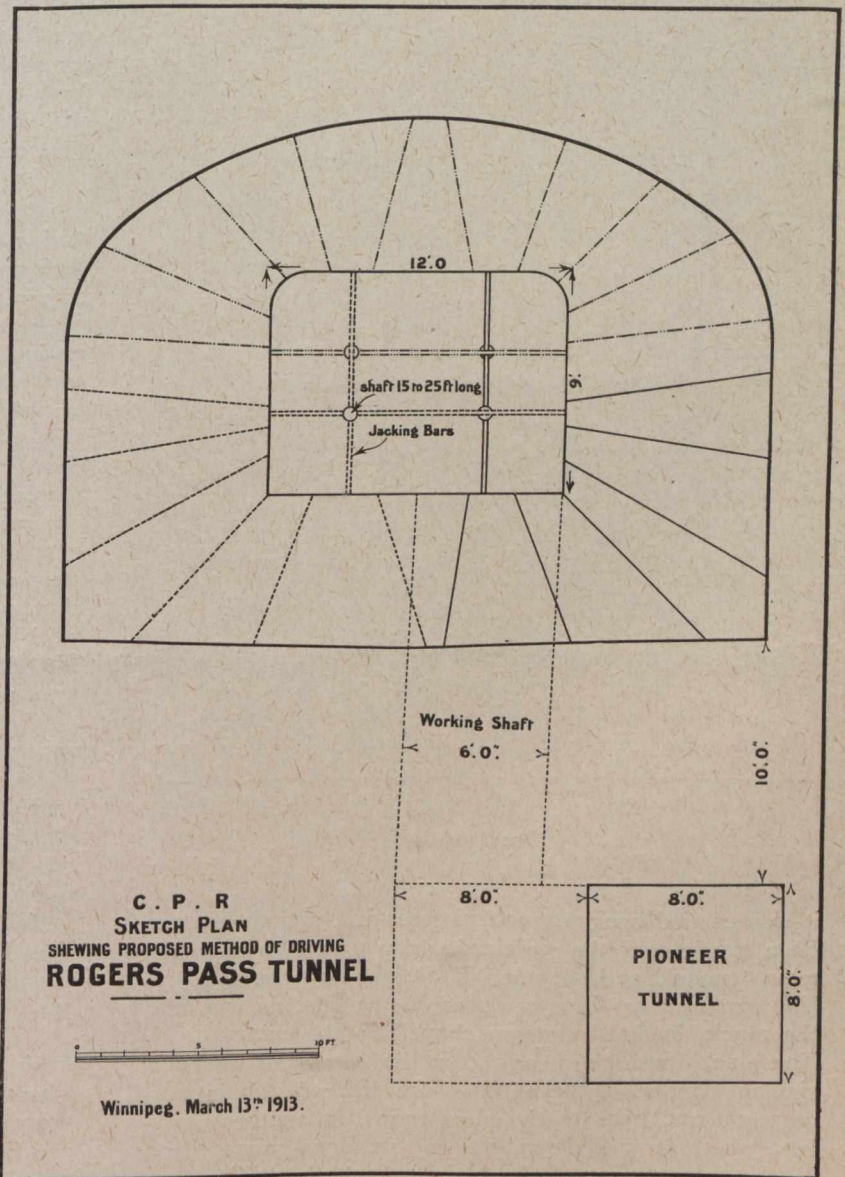 12'.0
9'.
shaft 15 to 25 ft long
Jacking Bars
Working Shaft
6'.0".
10'.0".
8'.0".
8'.0".
PIONEER
TUNNEL
8'.0".
C . P . R
SKETCH PLAN
SHEWING PROPOSED METHOD OF DRIVING
ROGERS PASS TUNNEL
0 5 10 FT
Winnipeg. March 13TH 1913.